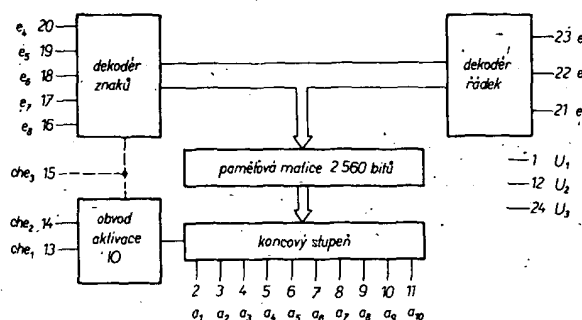 e₄ 20
e₅ 19
e₆ 18
e₇ 17
e₈ 16
dekodér
znaků
dekodér
řádek
23 e
22 e
21 e
paměťová matice 2 560 bitů
1 U₁
12 U₂
24 U₃
che₃ 15
che₂ 14
che₁ 13
obvod
aktivace
IO
koncový stupeň
2 3 4 5 6 7 8 9 10 11
a₁ a₂ a₃ a₄ a₅ a₆ a₇ a₈ a₉ a₁₀